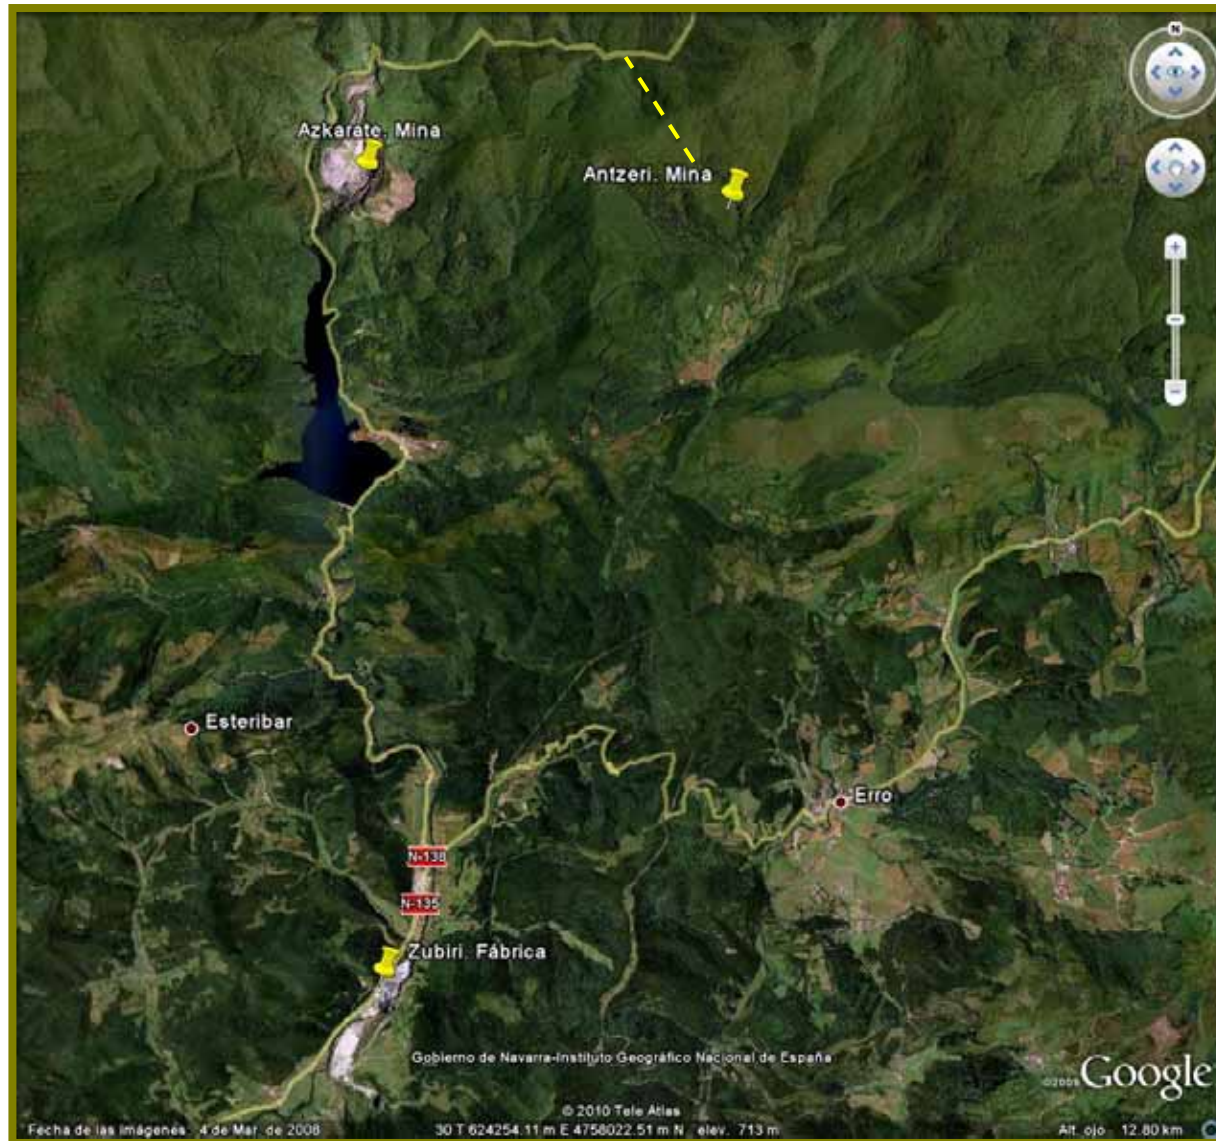 N
Azkarate. Mina
Antzeri. Mina
Esteribar
Erro
N-138
N-135
Zubiri. Fábrica
Gobierno de Navarra-Instituto Geográfico Nacional de España
©2009 Google
© 2010 Tele Atlas
Fecha de las imágenes: 4 de Mar. de 2008 30 T 624254.11 m E 4758022.51 m N elev. 713 m Alt. ojo 12.80 km